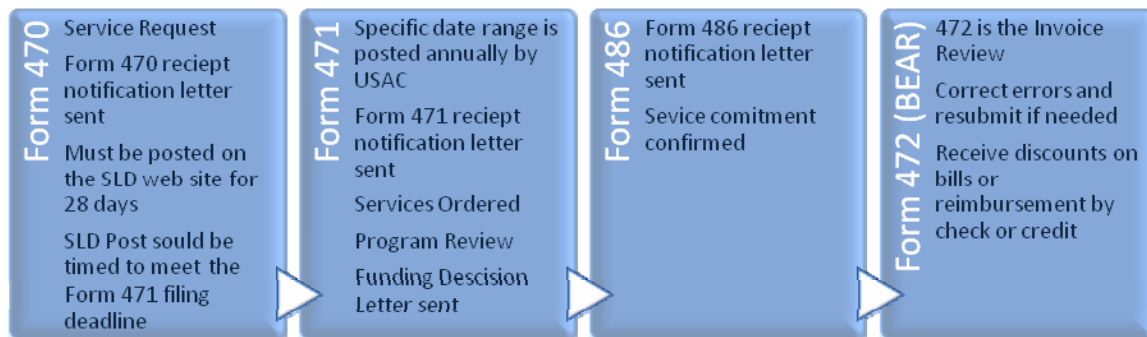 Form 470
Service Request
Form 470 reciept
notification letter
sent
Must be posted on
the SLD web site for
28 days
SLD Post sould be
timed to meet the
Form 471 filing
deadline
Form 471
Specific date range is
posted annually by
USAC
Form 471 reciept
notification letter
sent
Services Ordered
Program Review
Funding Descision
Letter sent
Form 486
Form 486 reciept
notification letter
sent
Sevice comitment
confirmed
Form 472 (BEAR)
472 is the Invoice
Review
Correct errors and
resubmit if needed
Receive discounts on
bills or
reimbursement by
check or credit